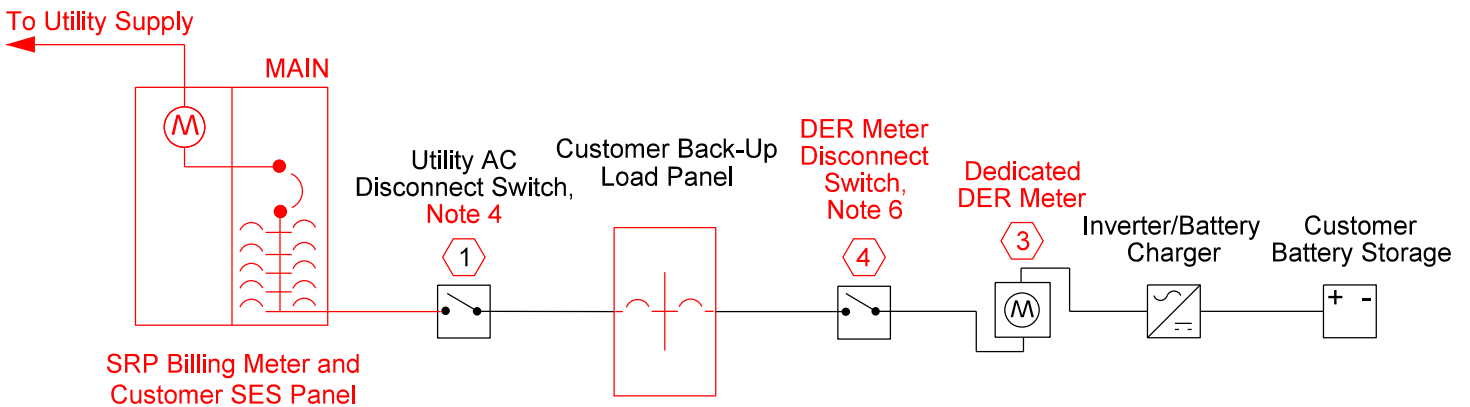 To Utility Supply
MAIN
Utility AC
Disconnect Switch,
Note 4
1
Customer Back-Up
Load Panel
DER Meter
Disconnect
Switch,
Note 6
4
Dedicated
DER Meter
3
Inverter/Battery
Charger
Customer
Battery Storage
M
M
+ -
SRP Billing Meter and
Customer SES Panel